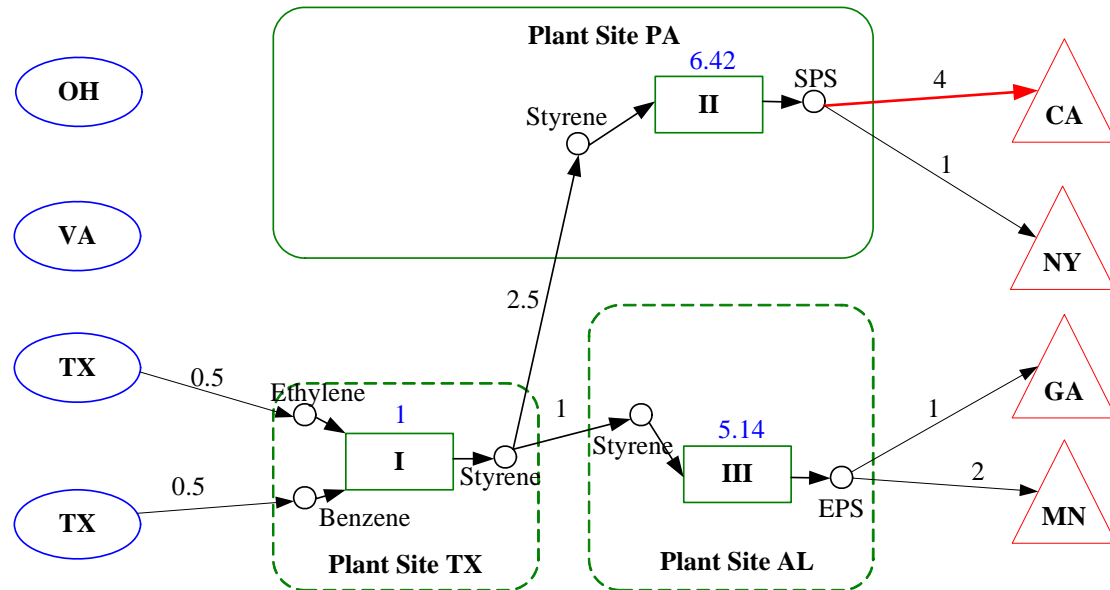 Plant Site PA
OH
6.42
II
SPS
4
CA
Styrene
1
VA
NY
2.5
TX
0.5
Ethylene
1
I
Styrene
1
Styrene
5.14
III
EPS
1
GA
2
MN
TX
0.5
Benzene
Plant Site TX
Plant Site AL